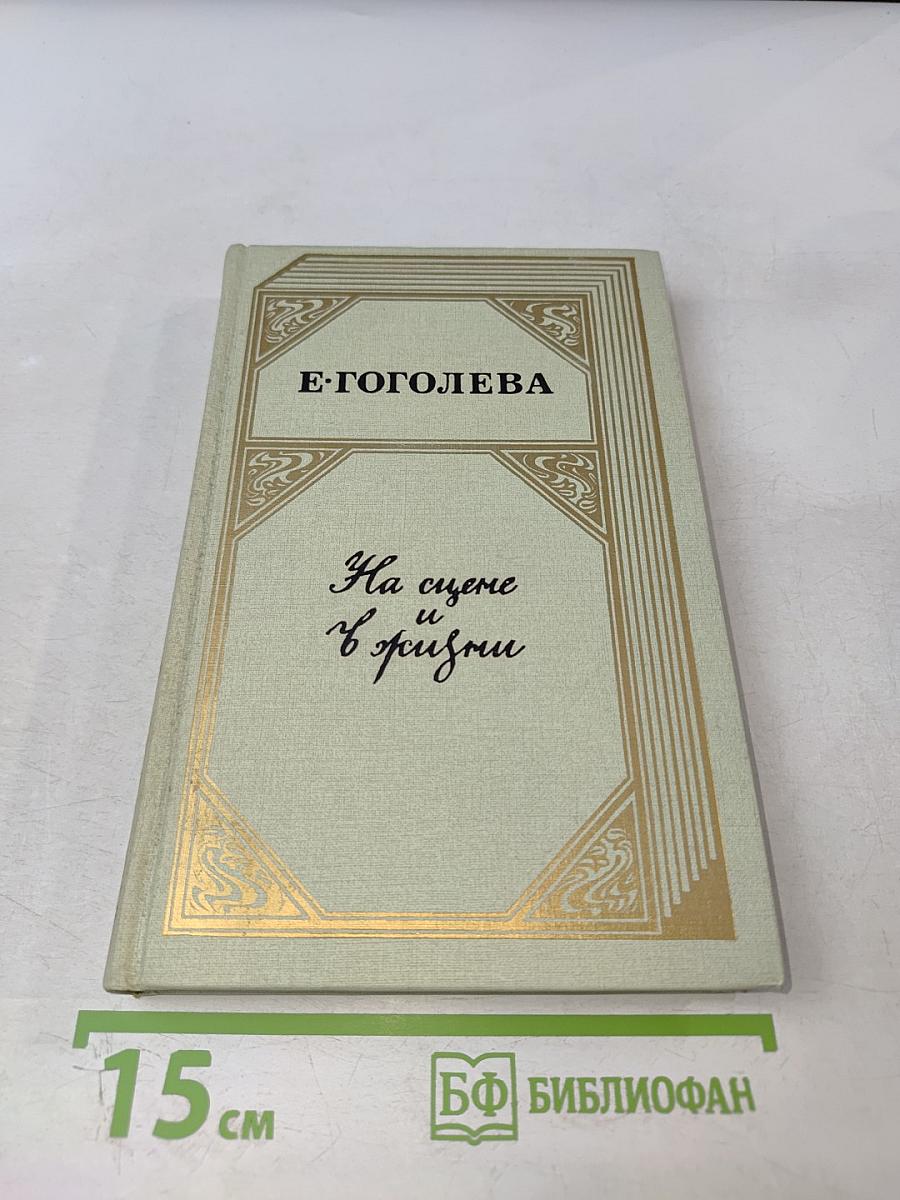 Е·ГОГОЛЕВА
На сцене
и
в жизни
15 см
БФ БИБЛИОФАН